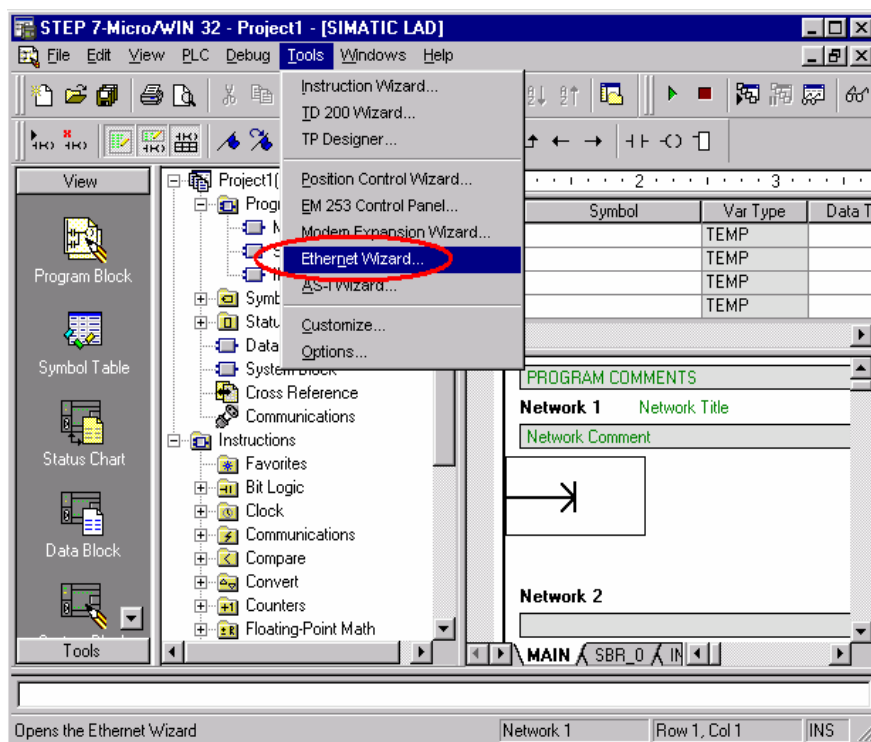 STEP 7-Micro/WIN 32 - Project1 - [SIMATIC LAD]
File Edit View PLC Debug Tools Windows Help
Instruction Wizard...
TD 200 Wizard...
TP Designer...
Position Control Wizard...
EM 253 Control Panel...
Modem Expansion Wizard...
Ethernet Wizard...
AS-i Wizard...
Customize...
Options...
View
Program Block
Symbol Table
Status Chart
Data Block
Tools
Project1(
Prog
M
Symb
Statu
Data
System Block
Cross Reference
Communications
Instructions
Favorites
Bit Logic
Clock
Communications
Compare
Convert
Counters
Floating-Point Math
2 3
Symbol Var Type Data T
TEMP
TEMP
TEMP
TEMP
PROGRAM COMMENTS
Network 1 Network Title
Network Comment
Network 2
MAIN SBR_0 IN
Opens the Ethernet Wizard Network 1 Row 1, Col 1 INS